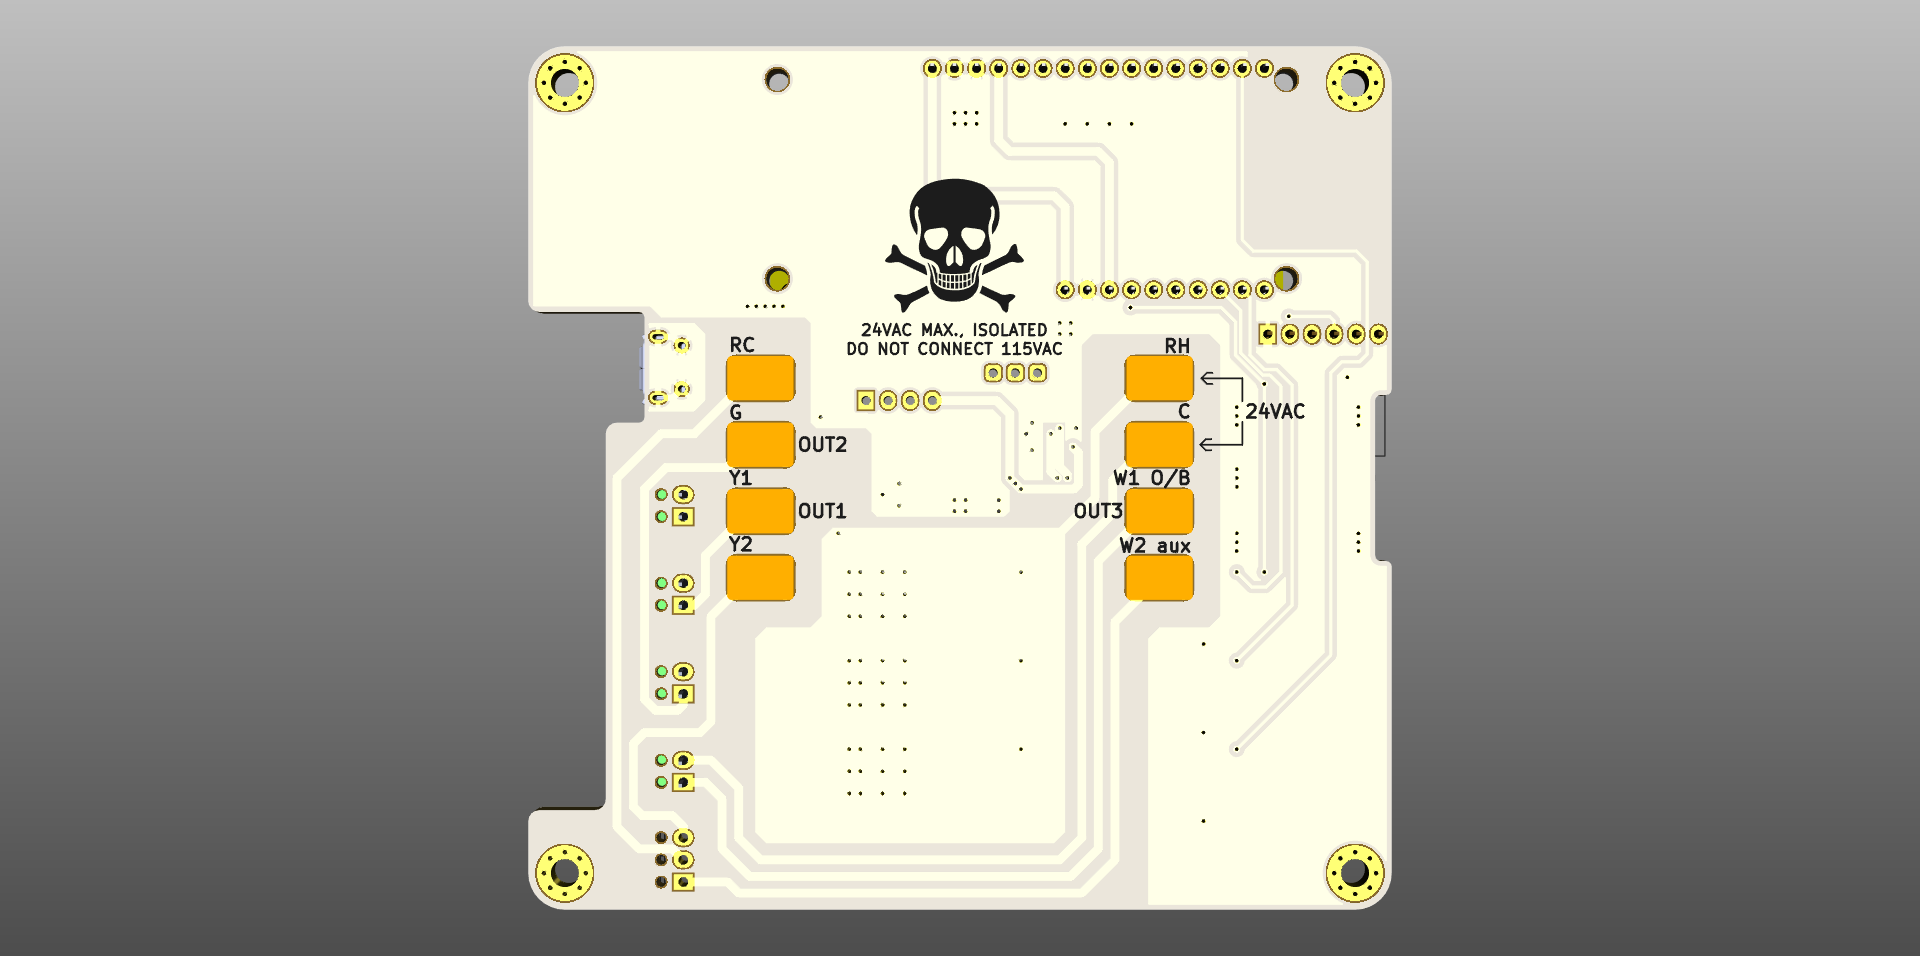 24VAC MAX., ISOLATED
DO NOT CONNECT 115VAC
RC
G
OUT2
Y1
OUT1
Y2
RH
C
24VAC
W1 O/B
OUT3
W2 aux